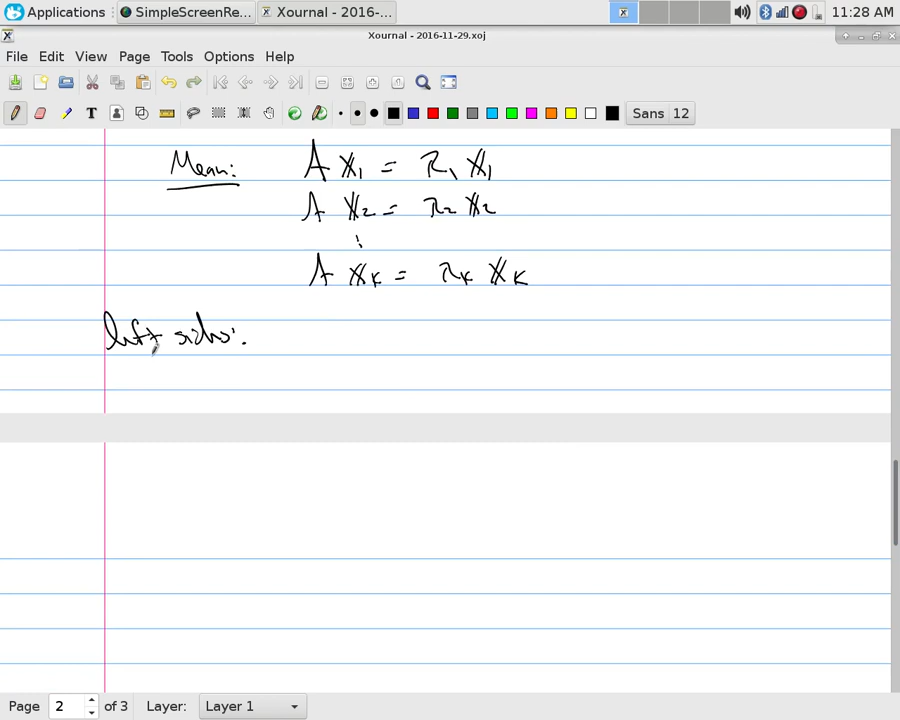 Applications SimpleScreenRe... Xournal - 2016-... 11:28 AM
Xournal - 2016-11-29.xoj
File Edit View Page Tools Options Help
Sans 12
Mean: A X1 = λ1 X1
A X2 = λ2 X2
⋮
A XK = λK XK
left sides:
Page 2 of 3 Layer: Layer 1